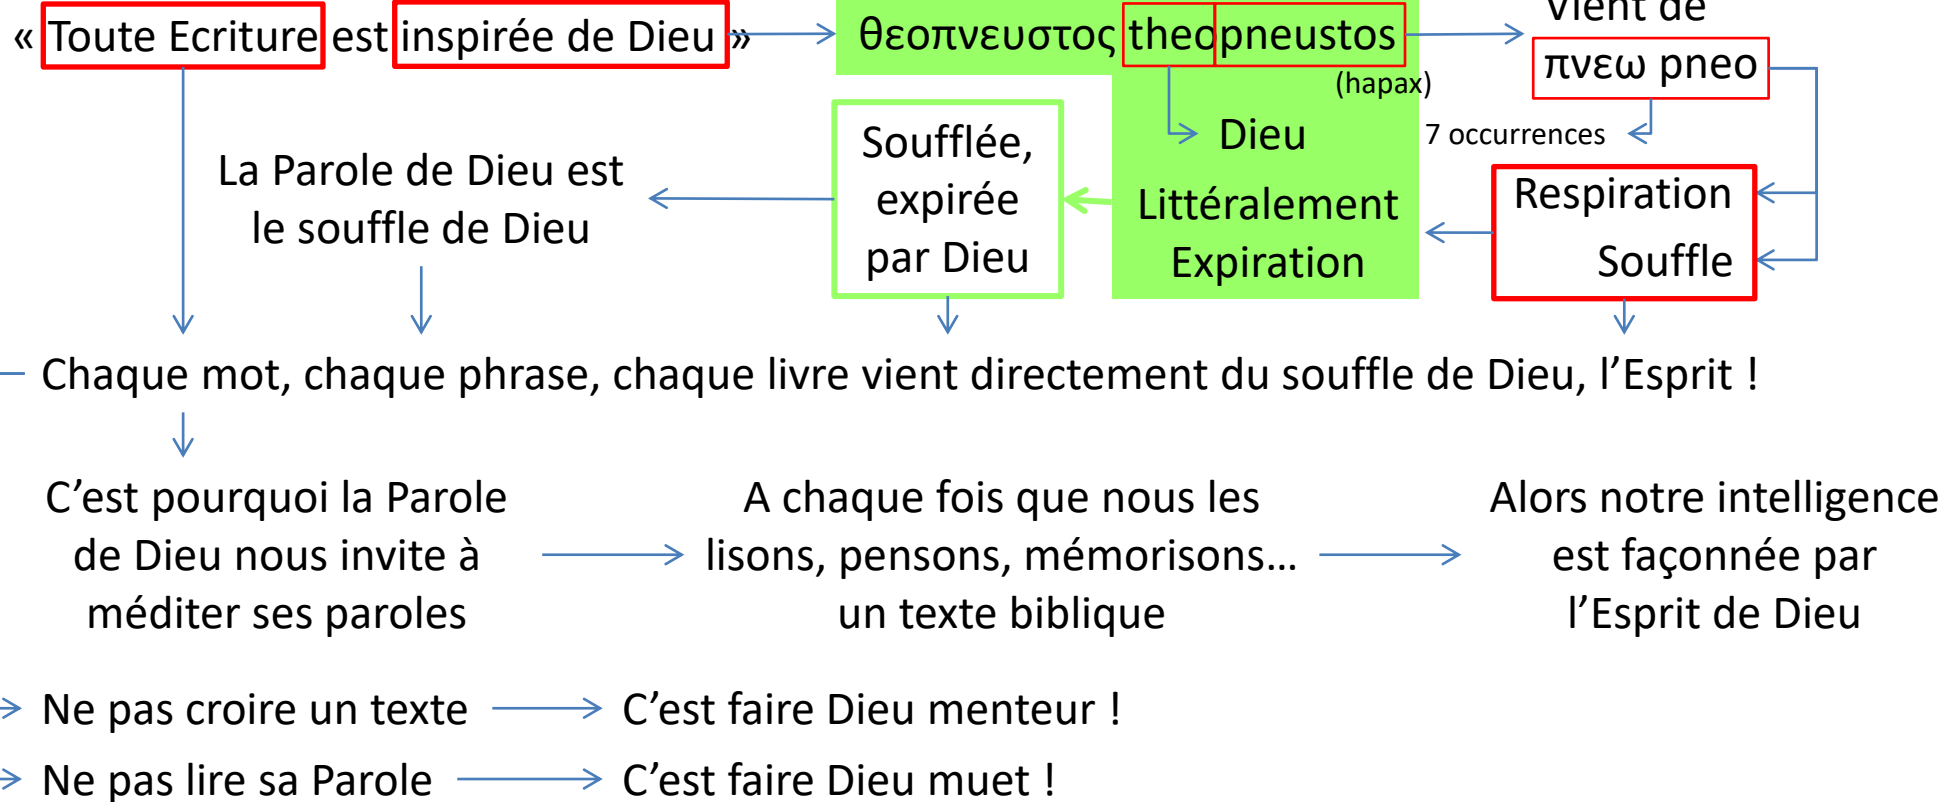 « Toute Ecriture est inspirée de Dieu »
θεοπνευστος theopneustos
(hapax)
Vient de
πνεω pneo
7 occurrences
Dieu
Littéralement
Expiration
Respiration
Souffle
Soufflée,
expirée
par Dieu
La Parole de Dieu est
le souffle de Dieu
Chaque mot, chaque phrase, chaque livre vient directement du souffle de Dieu, l’Esprit !
C’est pourquoi la Parole
de Dieu nous invite à
méditer ses paroles
A chaque fois que nous les
lisons, pensons, mémorisons…
un texte biblique
Alors notre intelligence
est façonnée par
l’Esprit de Dieu
Ne pas croire un texte
C’est faire Dieu menteur !
Ne pas lire sa Parole
C’est faire Dieu muet !